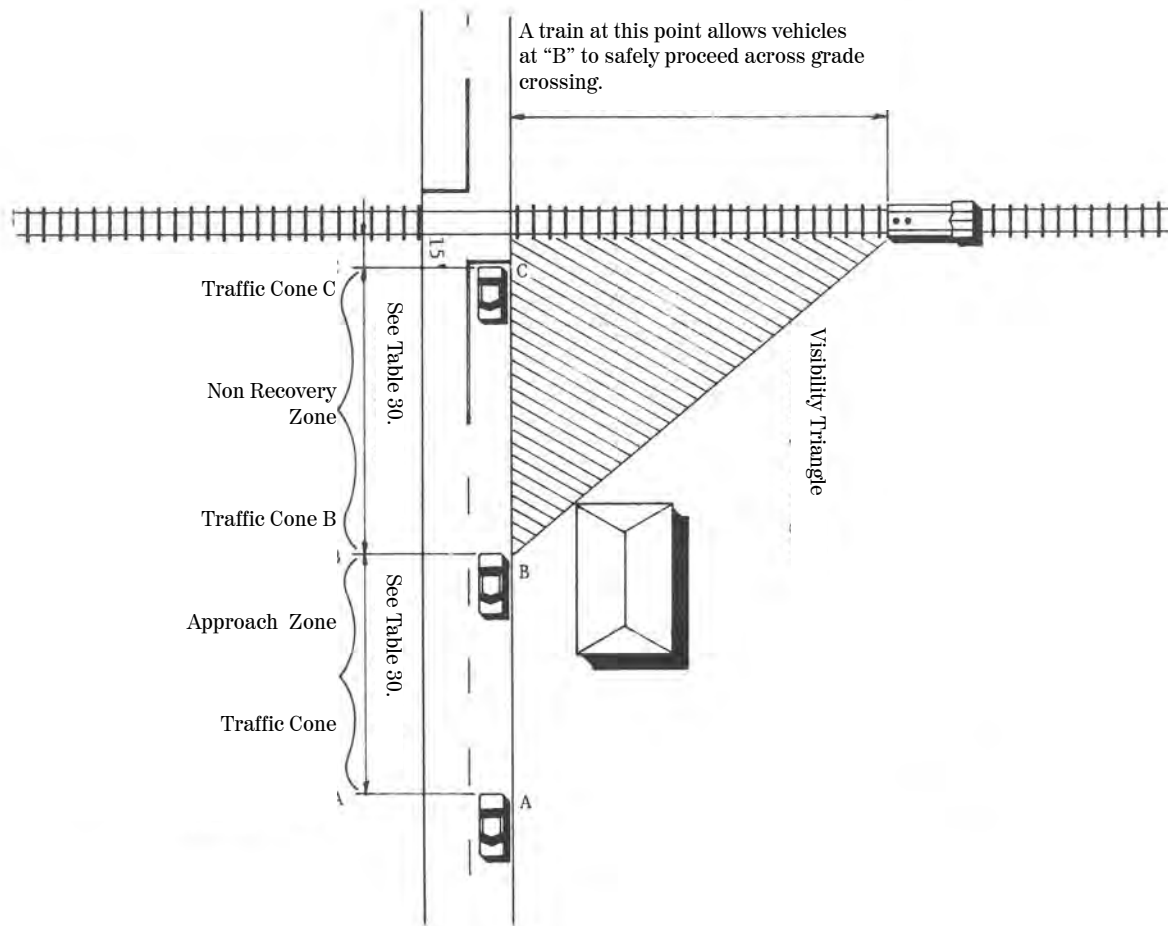 A train at this point allows vehicles
at “B” to safely proceed across grade
crossing.
15'
C
Traffic Cone C
See Table 30.
Visibility Triangle
Non Recovery
Zone
Traffic Cone B
B
See Table 30.
Approach Zone
Traffic Cone
A
A